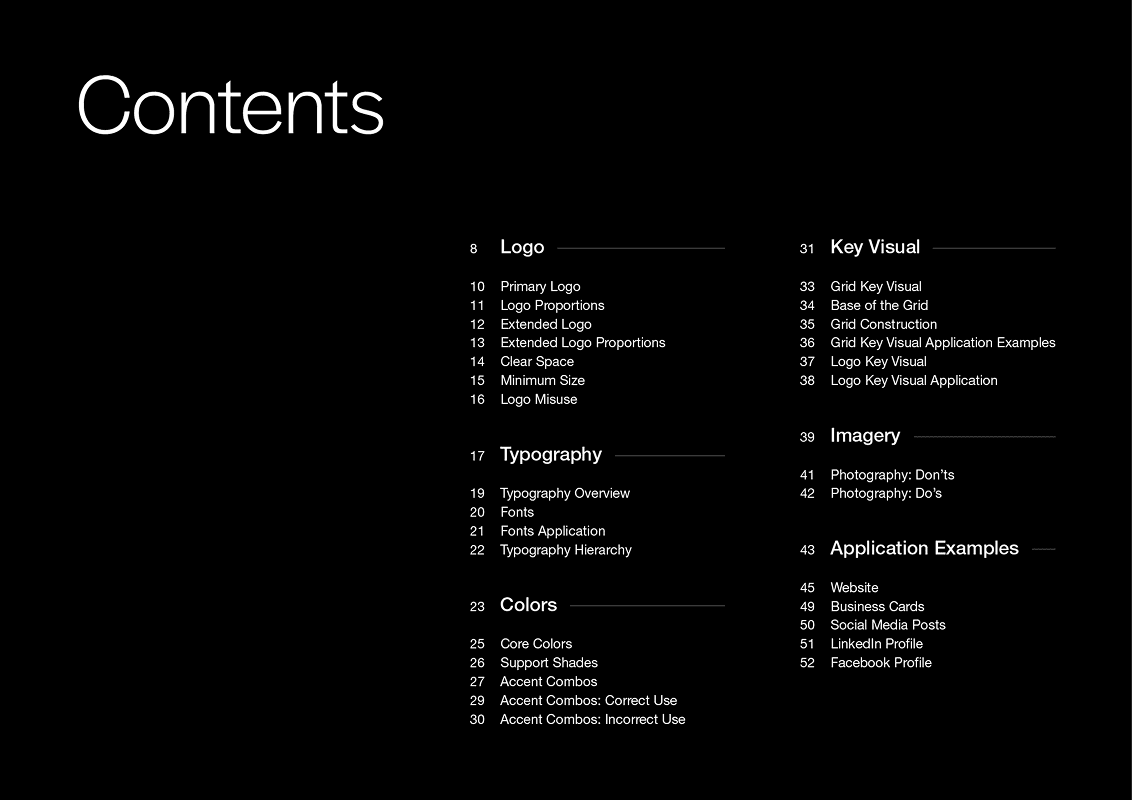 Contents
8 Logo
10 Primary Logo
11 Logo Proportions
12 Extended Logo
13 Extended Logo Proportions
14 Clear Space
15 Minimum Size
16 Logo Misuse
17 Typography
19 Typography Overview
20 Fonts
21 Fonts Application
22 Typography Hierarchy
23 Colors
25 Core Colors
26 Support Shades
27 Accent Combos
29 Accent Combos: Correct Use
30 Accent Combos: Incorrect Use
31 Key Visual
33 Grid Key Visual
34 Base of the Grid
35 Grid Construction
36 Grid Key Visual Application Examples
37 Logo Key Visual
38 Logo Key Visual Application
39 Imagery
41 Photography: Don’ts
42 Photography: Do’s
43 Application Examples
45 Website
49 Business Cards
50 Social Media Posts
51 LinkedIn Profile
52 Facebook Profile